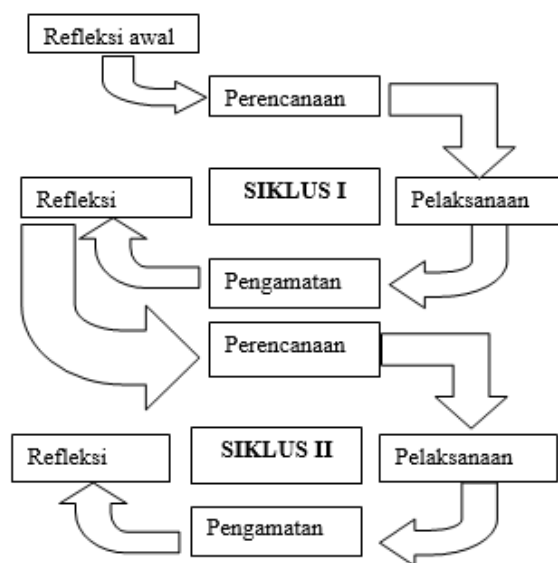 Refleksi awal
Perencanaan
Refleksi
SIKLUS I
Pelaksanaan
Pengamatan
Perencanaan
Refleksi
SIKLUS II
Pelaksanaan
Pengamatan